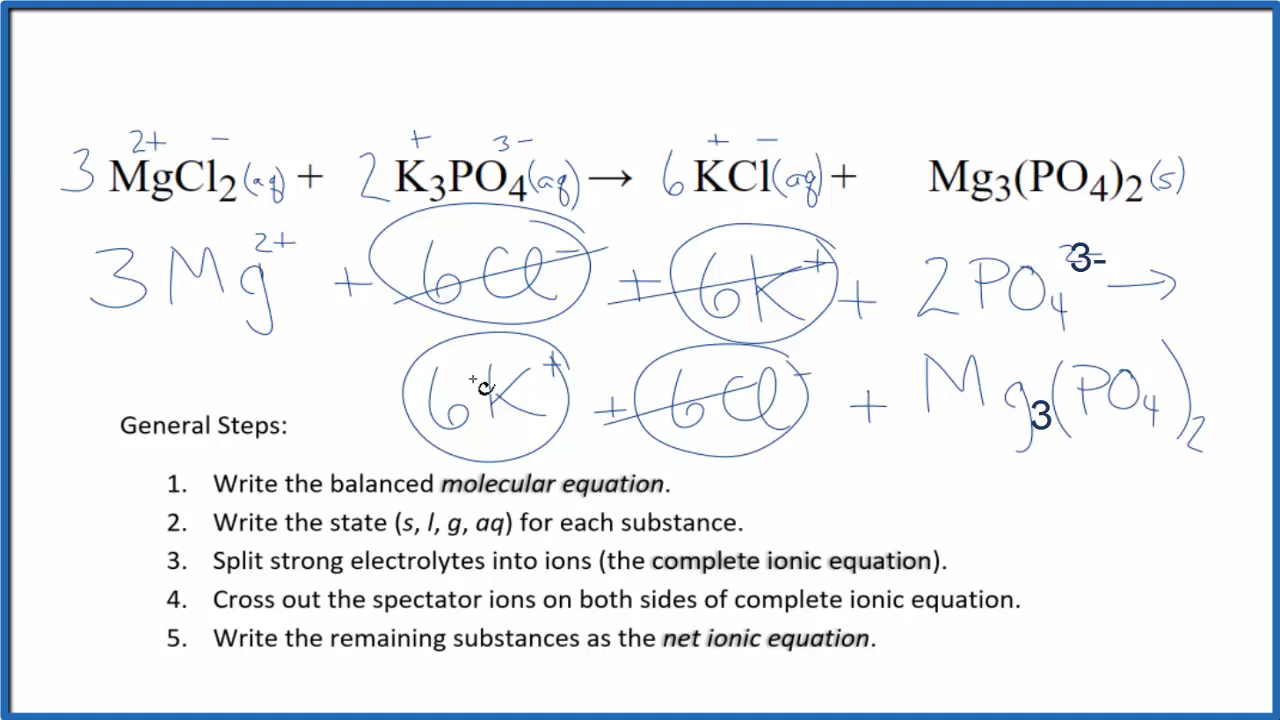 2+ − + 3− + −
3 MgCl₂(aq) + 2 K₃PO₄(aq) → 6 KCl(aq) + Mg₃(PO₄)₂(s)
3 Mg²⁺ + 6 Cl⁻ + 6 K⁺ + 2 PO₄³⁻ →
6 K⁺ + 6 Cl⁻ + Mg₃(PO₄)₂
General Steps:
1. Write the balanced molecular equation.
2. Write the state (s, l, g, aq) for each substance.
3. Split strong electrolytes into ions (the complete ionic equation).
4. Cross out the spectator ions on both sides of complete ionic equation.
5. Write the remaining substances as the net ionic equation.